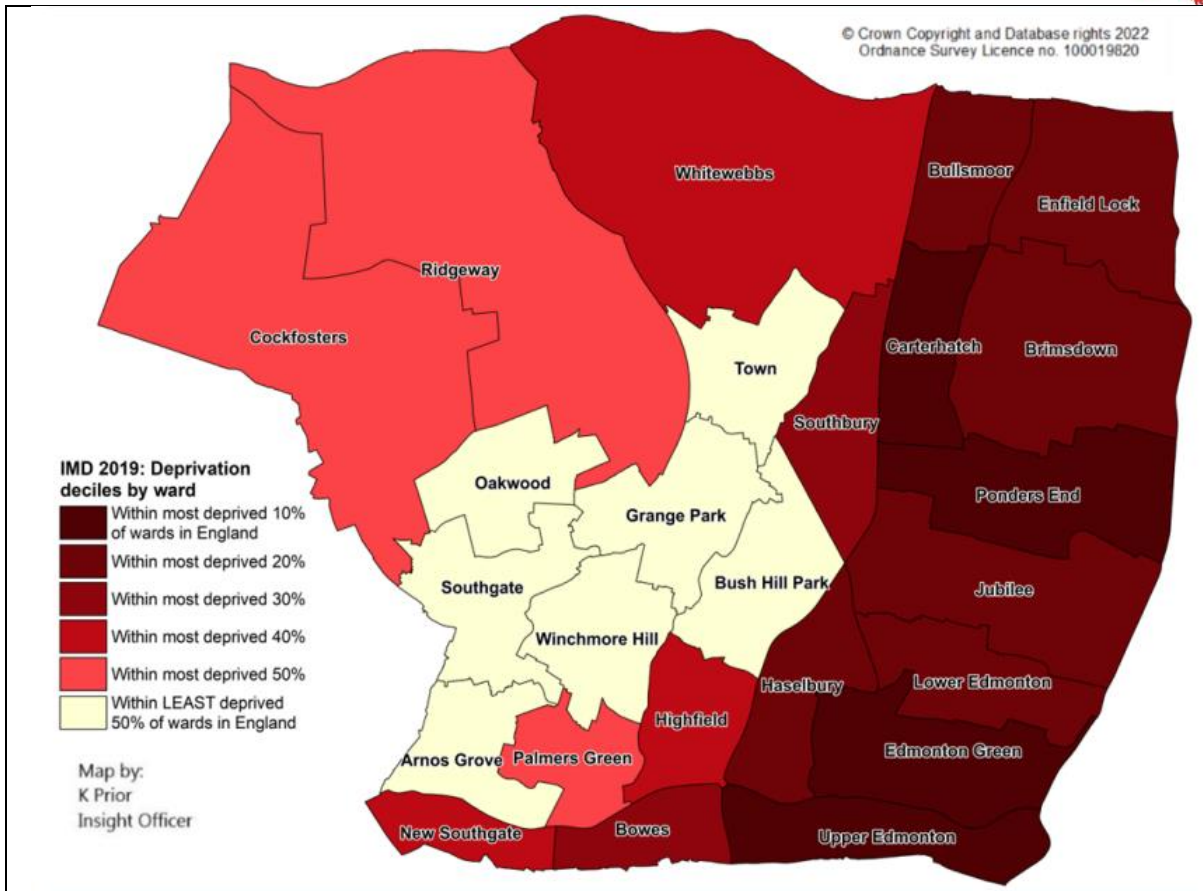 © Crown Copyright and Database rights 2022
Ordnance Survey Licence no. 100019820
Whitewebbs
Bullsmoor
Enfield Lock
Ridgeway
Cockfosters
Carterhatch
Brimsdown
Town
Southbury
Oakwood
Grange Park
Ponders End
Southgate
Bush Hill Park
Jubilee
Winchmore Hill
Haselbury
Lower Edmonton
Highfield
Edmonton Green
Arnos Grove
Palmers Green
New Southgate
Bowes
Upper Edmonton
IMD 2019: Deprivation
deciles by ward
Within most deprived 10%
of wards in England
Within most deprived 20%
Within most deprived 30%
Within most deprived 40%
Within most deprived 50%
Within LEAST deprived
50% of wards in England
Map by:
K Prior
Insight Officer